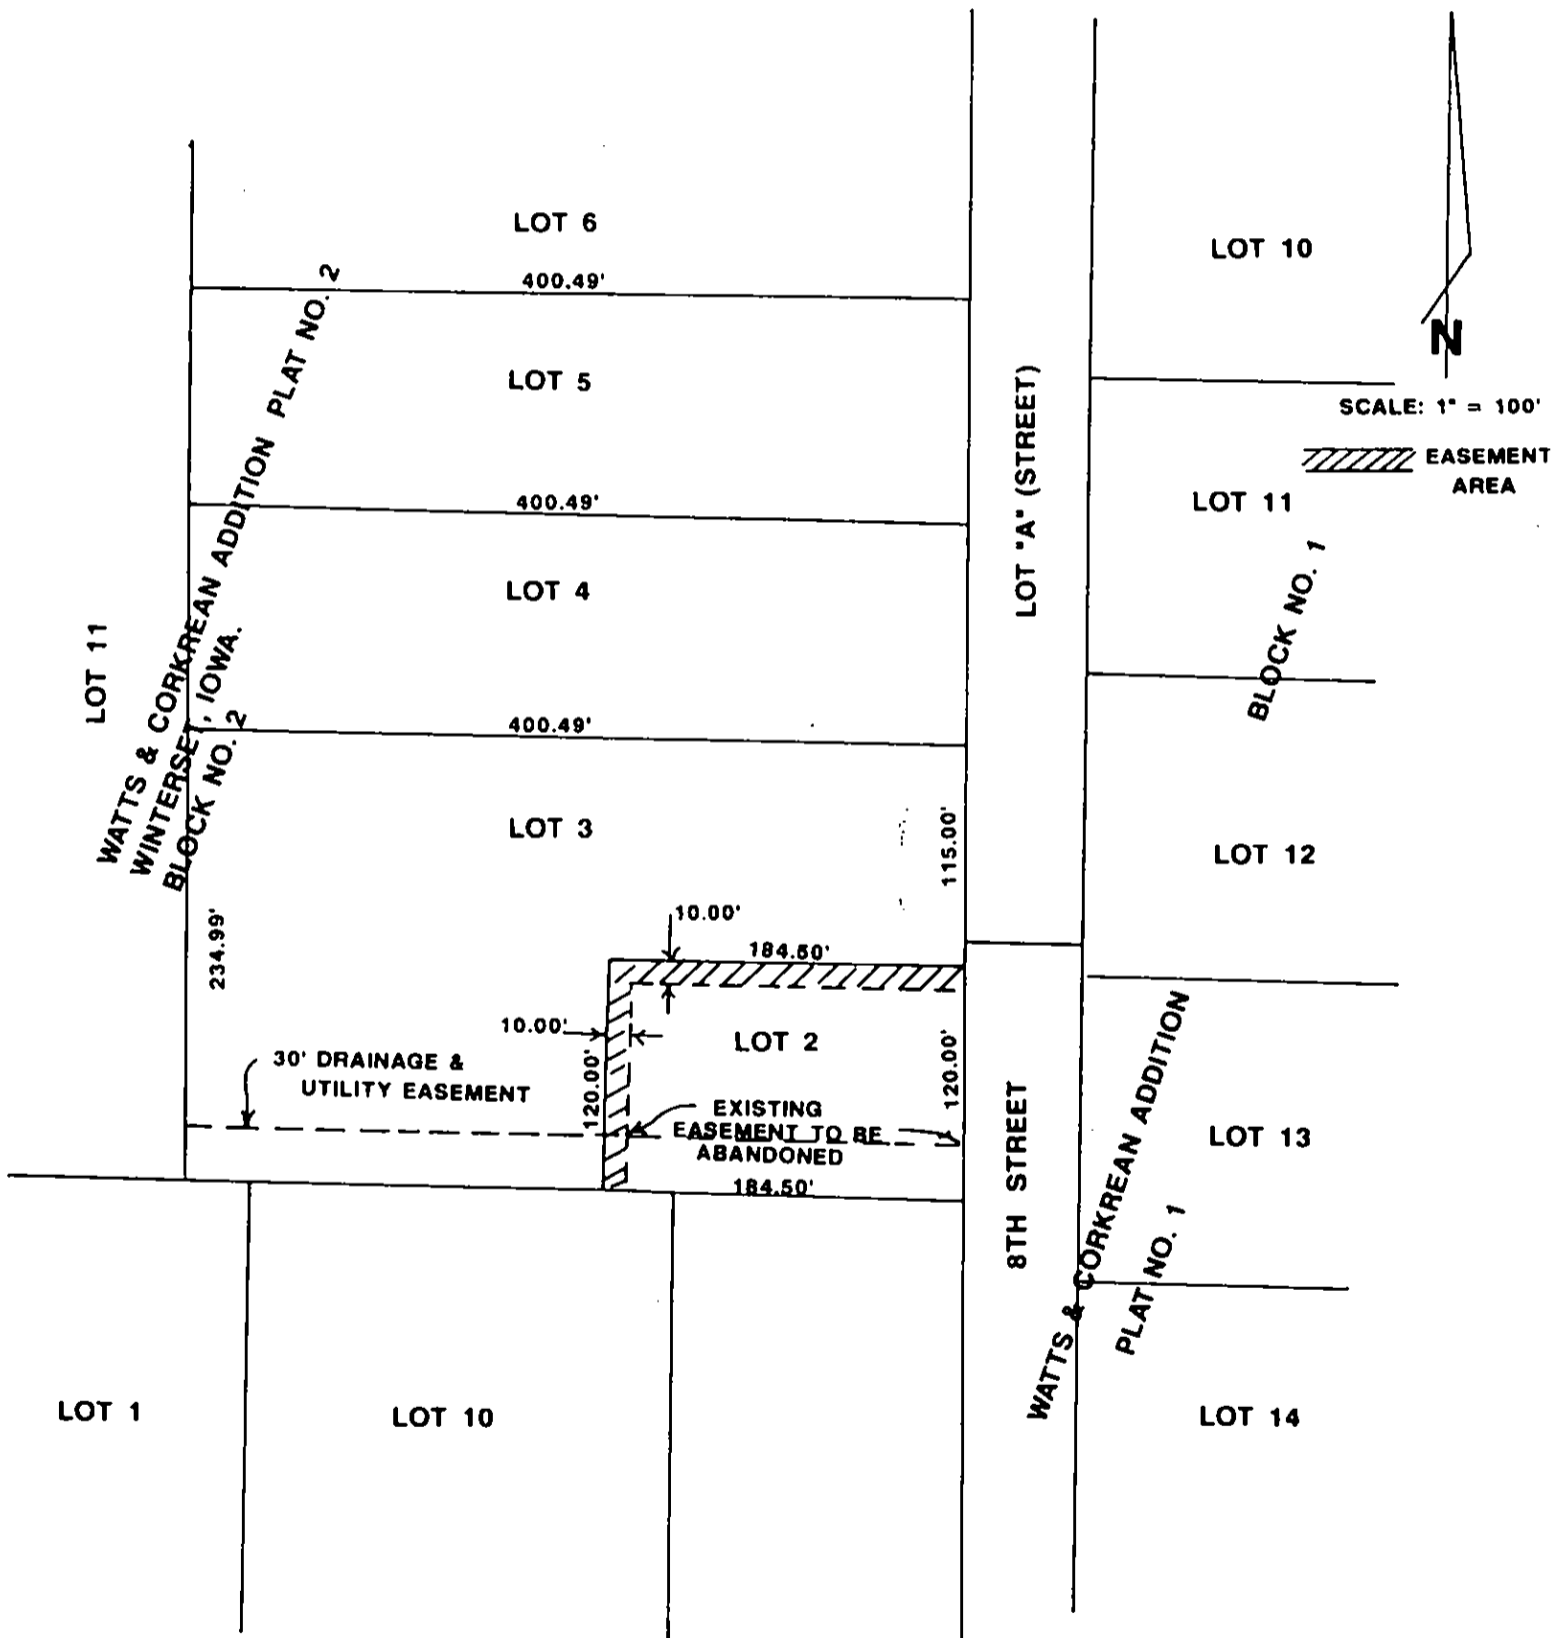 LOT 6
400.49'
LOT 10
N
SCALE: 1" = 100'
EASEMENT
AREA
LOT 5
400.49'
LOT "A" (STREET)
LOT 11
BLOCK NO. 1
LOT 4
400.49'
LOT 11
WATTS & CORKREAN ADDITION PLAT NO. 2
WINTERSET, IOWA.
BLOCK NO. 2
LOT 3
115.00'
LOT 12
234.99'
10.00'
184.50'
10.00'
LOT 2
120.00'
120.00'
30' DRAINAGE &
UTILITY EASEMENT
EXISTING
EASEMENT TO BE
ABANDONED
184.50'
8TH STREET
WATTS & CORKREAN ADDITION
PLAT NO. 1
LOT 13
LOT 1
LOT 10
LOT 14